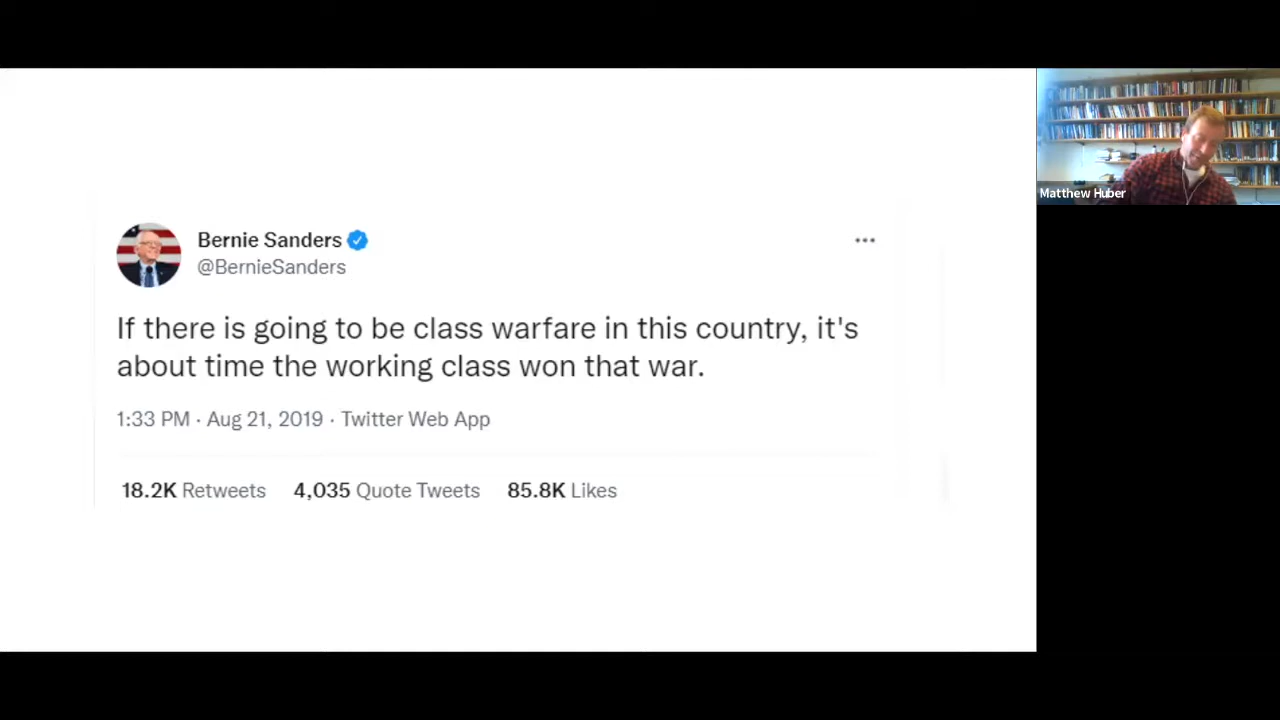 Bernie Sanders
@BernieSanders
If there is going to be class warfare in this country, it's
about time the working class won that war.
1:33 PM · Aug 21, 2019 · Twitter Web App
18.2K Retweets 4,035 Quote Tweets 85.8K Likes
Matthew Huber